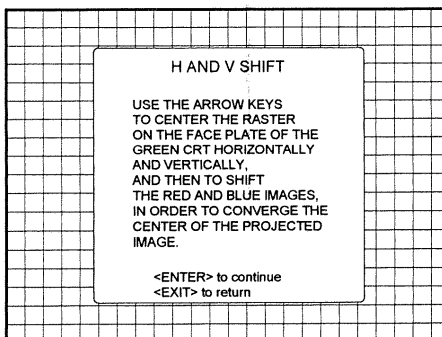 H AND V SHIFT
USE THE ARROW KEYS
TO CENTER THE RASTER
ON THE FACE PLATE OF THE
GREEN CRT HORIZONTALLY
AND VERTICALLY,
AND THEN TO SHIFT
THE RED AND BLUE IMAGES,
IN ORDER TO CONVERGE THE
CENTER OF THE PROJECTED
IMAGE.
<ENTER> to continue
<EXIT> to return